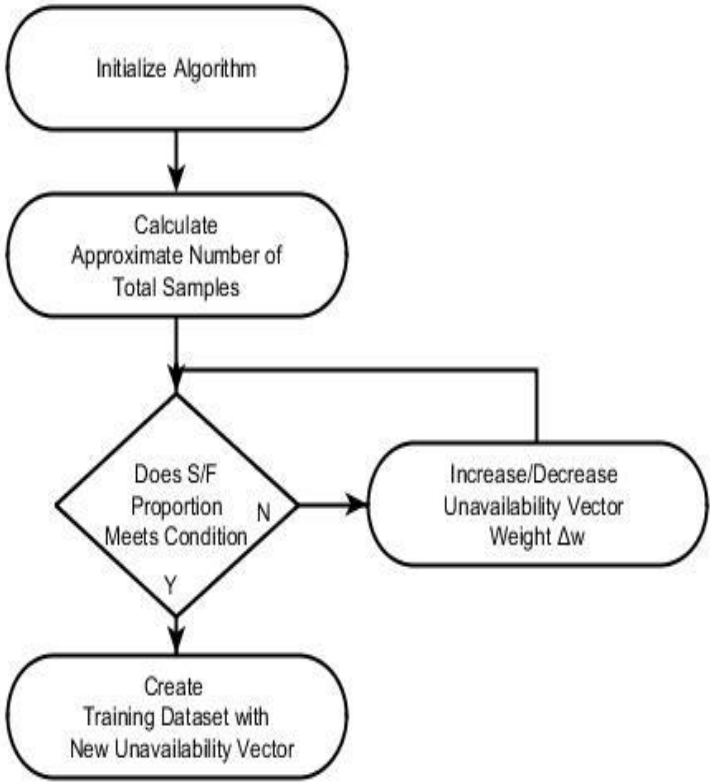 Initialize Algorithm
Calculate
Approximate Number of
Total Samples
Does S/F
Proportion
Meets Condition
N
Y
Increase/Decrease
Unavailability Vector
Weight Δw
Create
Training Dataset with
New Unavailability Vector